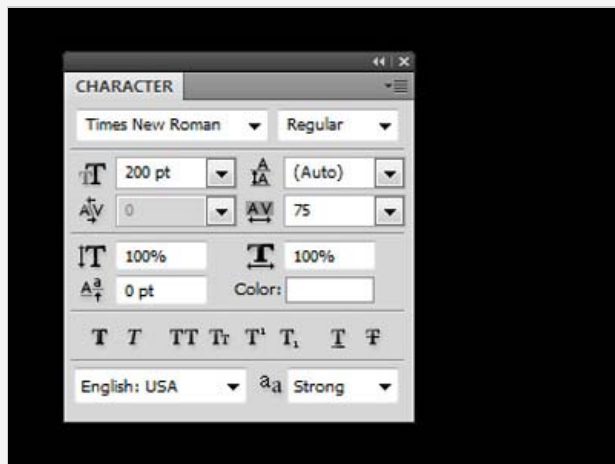 CHARACTER
Times New Roman Regular
200 pt (Auto)
0 75
100% 100%
0 pt Color:
T T TT Tr T¹ T₁ T T
English: USA aa Strong